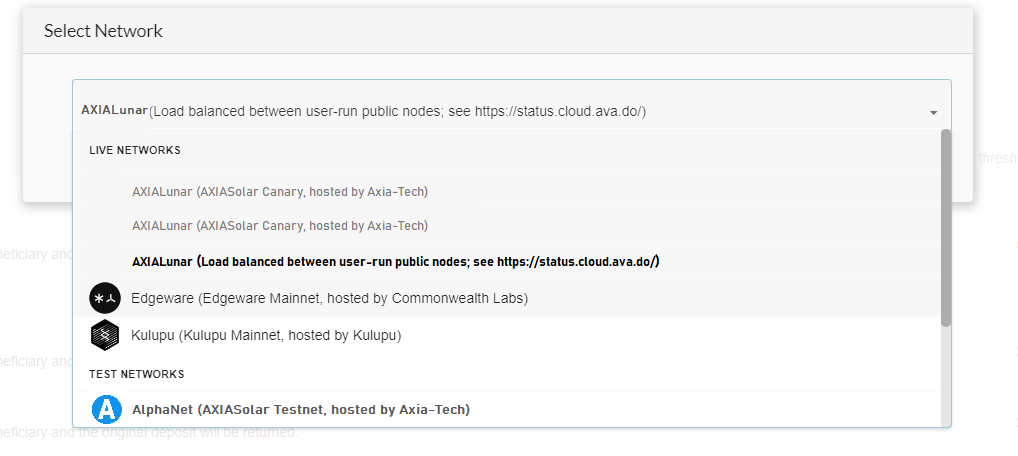 Select Network
AXIALunar (Load balanced between user-run public nodes; see https://status.cloud.ava.do/)
LIVE NETWORKS
thresh
AXIALunar (AXIASolar Canary, hosted by Axia-Tech)
AXIALunar (AXIASolar Canary, hosted by Axia-Tech)
neficiary and
AXIALunar (Load balanced between user-run public nodes; see https://status.cloud.ava.do/)
Edgeware (Edgeware Mainnet, hosted by Commonwealth Labs)
Kulupu (Kulupu Mainnet, hosted by Kulupu)
neficiary and
TEST NETWORKS
A AlphaNet (AXIASolar Testnet, hosted by Axia-Tech)
neficiary and the original deposit will be returned.